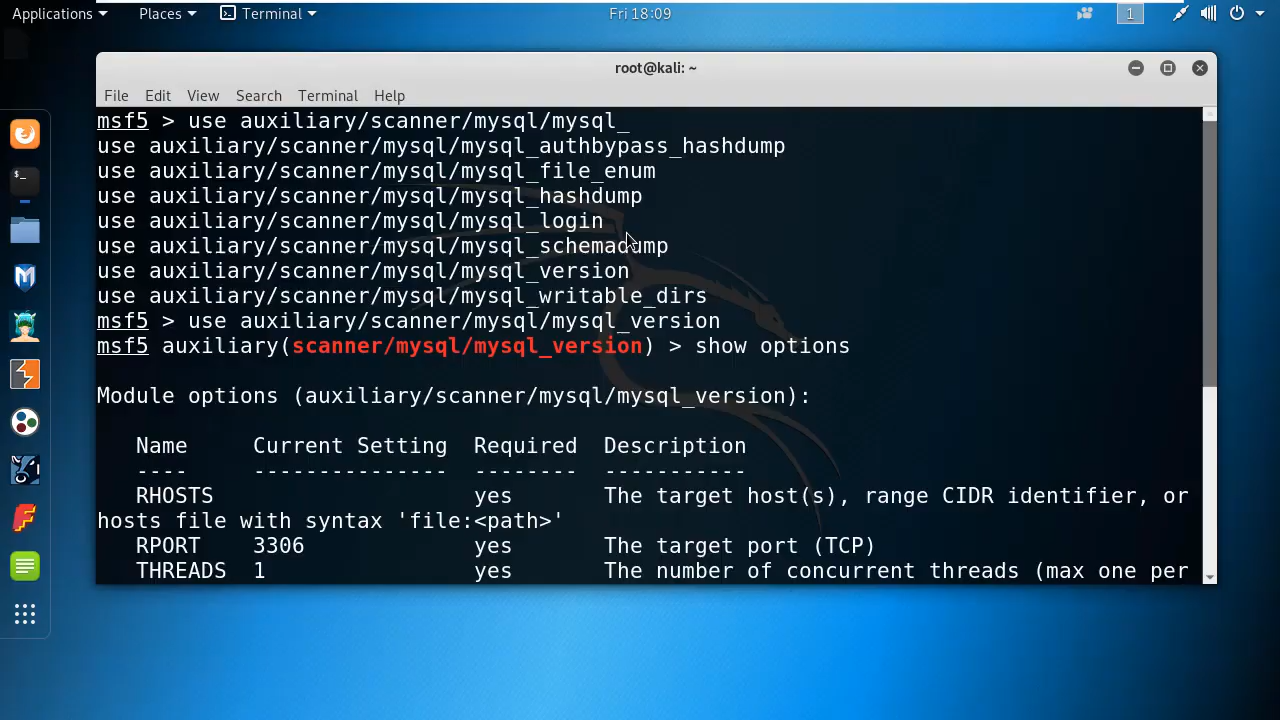 Applications Places Terminal Fri 18:09 1
root@kali: ~
File Edit View Search Terminal Help
msf5 > use auxiliary/scanner/mysql/mysql_
use auxiliary/scanner/mysql/mysql_authbypass_hashdump
use auxiliary/scanner/mysql/mysql_file_enum
use auxiliary/scanner/mysql/mysql_hashdump
use auxiliary/scanner/mysql/mysql_login
use auxiliary/scanner/mysql/mysql_schemadump
use auxiliary/scanner/mysql/mysql_version
use auxiliary/scanner/mysql/mysql_writable_dirs
msf5 > use auxiliary/scanner/mysql/mysql_version
msf5 auxiliary(scanner/mysql/mysql_version) > show options
Module options (auxiliary/scanner/mysql/mysql_version):
Name Current Setting Required Description
---- --------------- -------- -----------
RHOSTS yes The target host(s), range CIDR identifier, or
hosts file with syntax 'file:<path>'
RPORT 3306 yes The target port (TCP)
THREADS 1 yes The number of concurrent threads (max one per